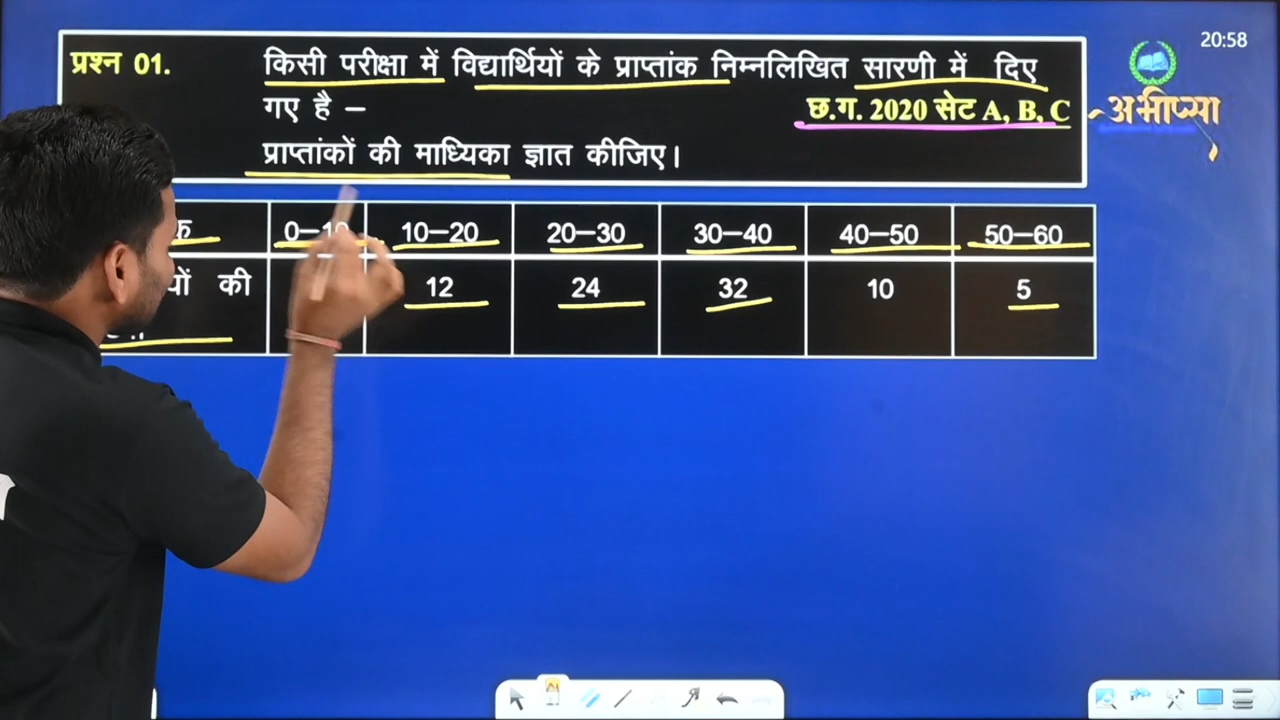 20:58
प्रश्न 01. किसी परीक्षा में विद्यार्थियों के प्राप्तांक निम्नलिखित सारणी में दिए
गए है –
छ.ग. 2020 सेट A, B, C
अभीप्सा
प्राप्तांकों की माध्यिका ज्ञात कीजिए।
10–20 20–30 30–40 40–50 50–60
की 12 24 32 10 5